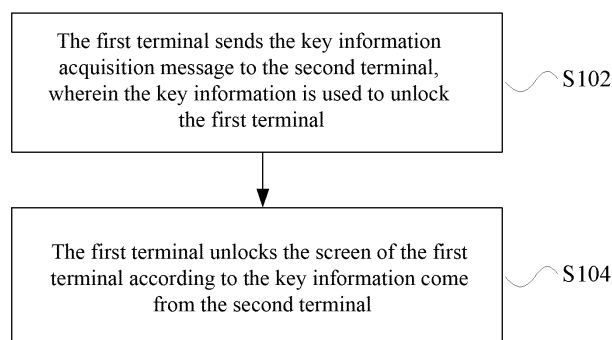 The first terminal sends the key information
acquisition message to the second terminal,
wherein the key information is used to unlock
the first terminal
S102
The first terminal unlocks the screen of the first
terminal according to the key information come
from the second terminal
S104